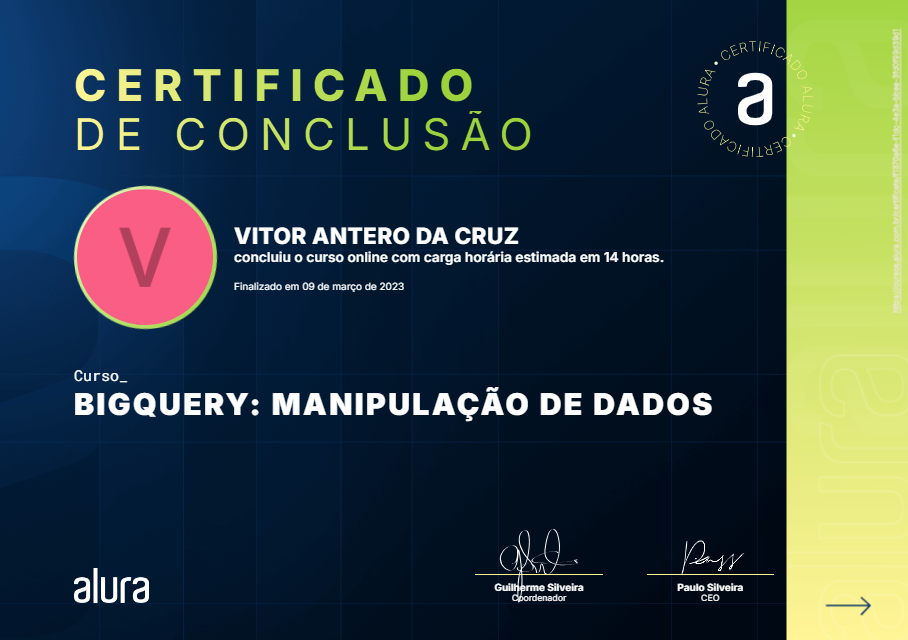 CERTIFICADO
DE CONCLUSÃO
• CERTIFICADO ALURA • CERTIFICADO ALURA
a
V
VITOR ANTERO DA CRUZ
concluiu o curso online com carga horária estimada em 14 horas.
Finalizado em 09 de março de 2023
Curso_
BIGQUERY: MANIPULAÇÃO DE DADOS
alura
Guilherme Silveira
Coordenador
Paulo Silveira
CEO
alura